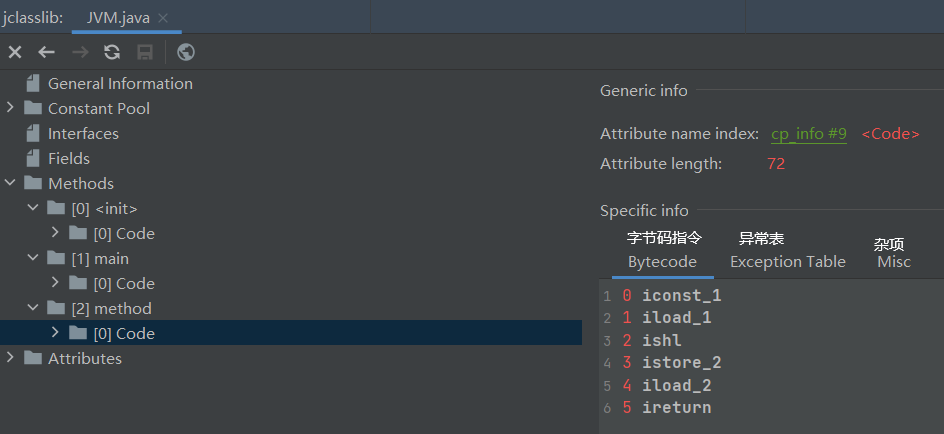 jclasslib: JVM.java
General Information
Constant Pool
Interfaces
Fields
Methods
[0] <init>
[0] Code
[1] main
[0] Code
[2] method
[0] Code
Attributes
Generic info
Attribute name index: cp_info #9 <Code>
Attribute length: 72
Specific info
字节码指令 异常表 杂项
Bytecode Exception Table Misc
1 0 iconst_1
2 1 iload_1
3 2 ishl
4 3 istore_2
5 4 iload_2
6 5 ireturn